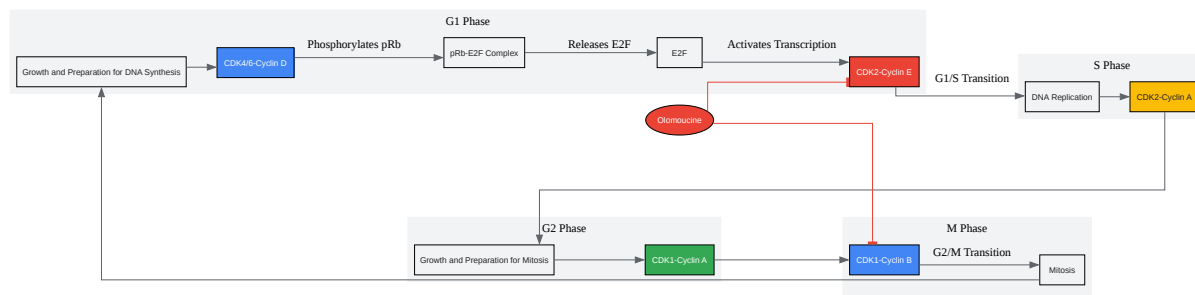 G1 Phase
Growth and Preparation for DNA Synthesis
CDK4/6-Cyclin D
Phosphorylates pRb
pRb-E2F Complex
Releases E2F
E2F
Activates Transcription
CDK2-Cyclin E
G1/S Transition
S Phase
DNA Replication
CDK2-Cyclin A
Olomoucine
G2 Phase
Growth and Preparation for Mitosis
CDK1-Cyclin A
M Phase
CDK1-Cyclin B
G2/M Transition
Mitosis